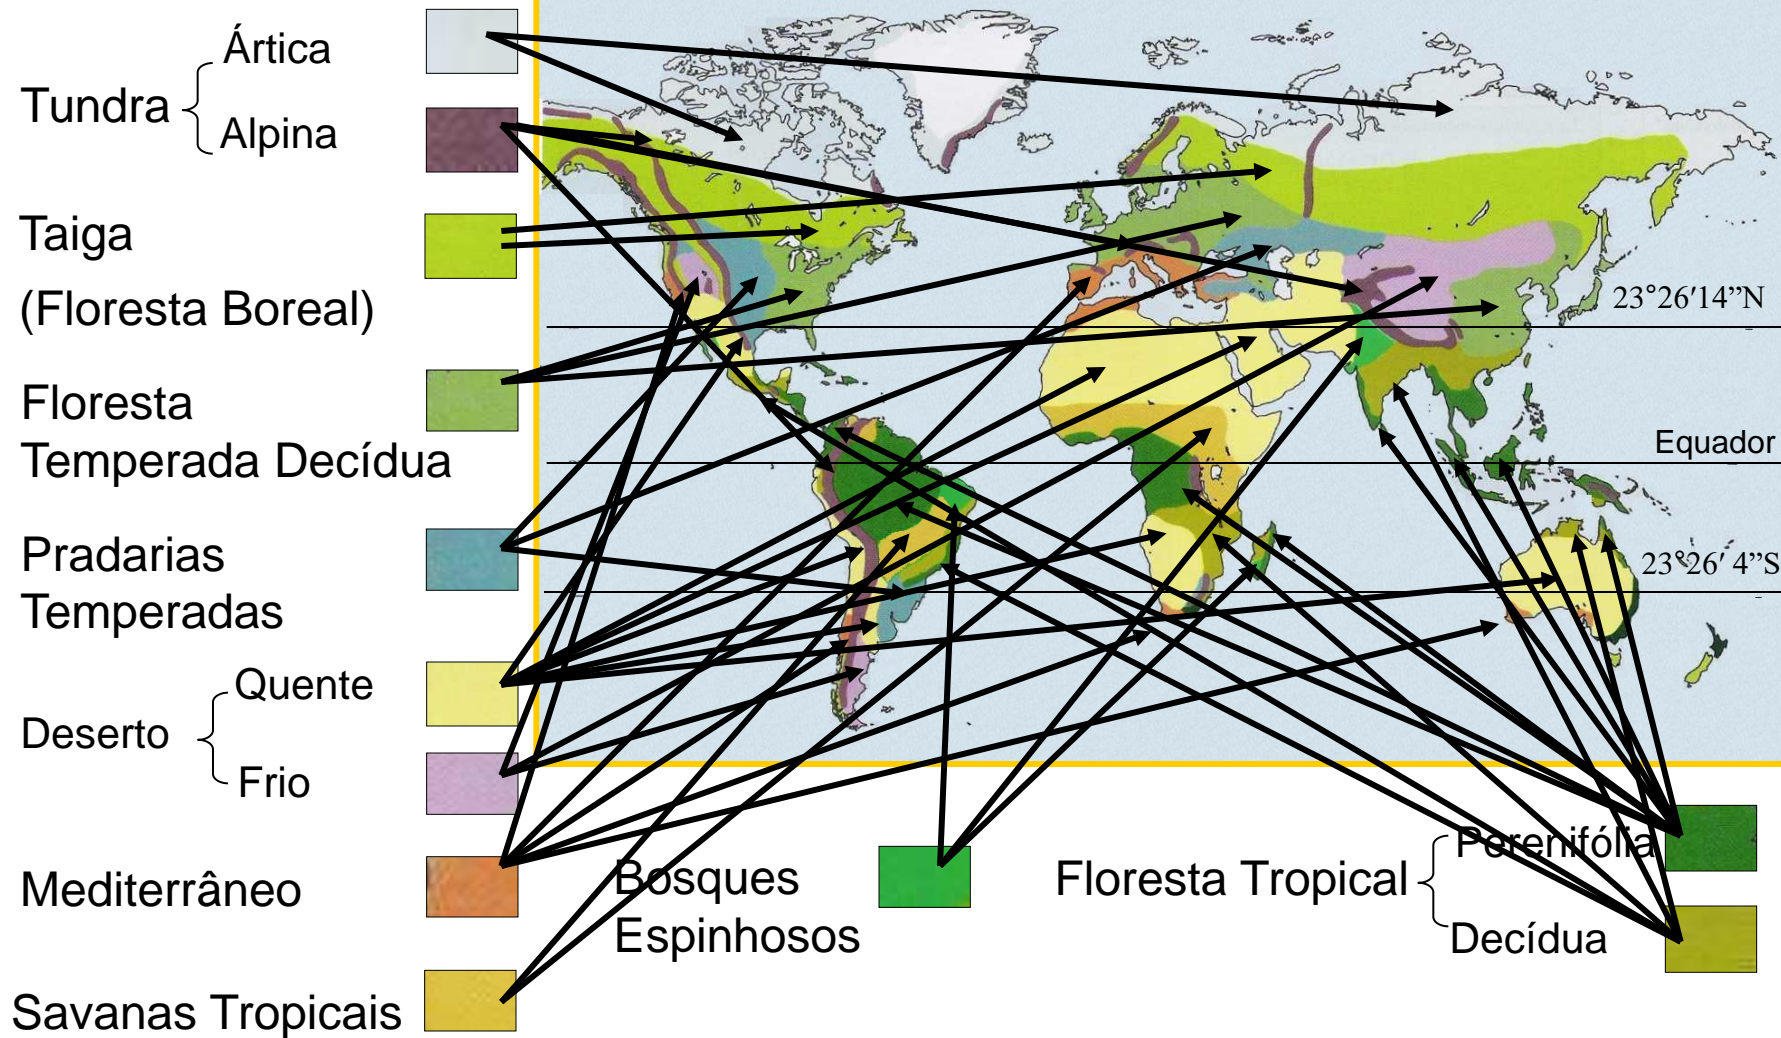 Ártica
Tundra
Alpina
Taiga
(Floresta Boreal)
Floresta
Temperada Decídua
Pradarias
Temperadas
Quente
Deserto
Frio
Mediterrâneo
Savanas Tropicais
Bosques
Espinhosos
Floresta Tropical
Perenifólia
Decídua
23°26′14”N
Equador
23°26′ 4”S